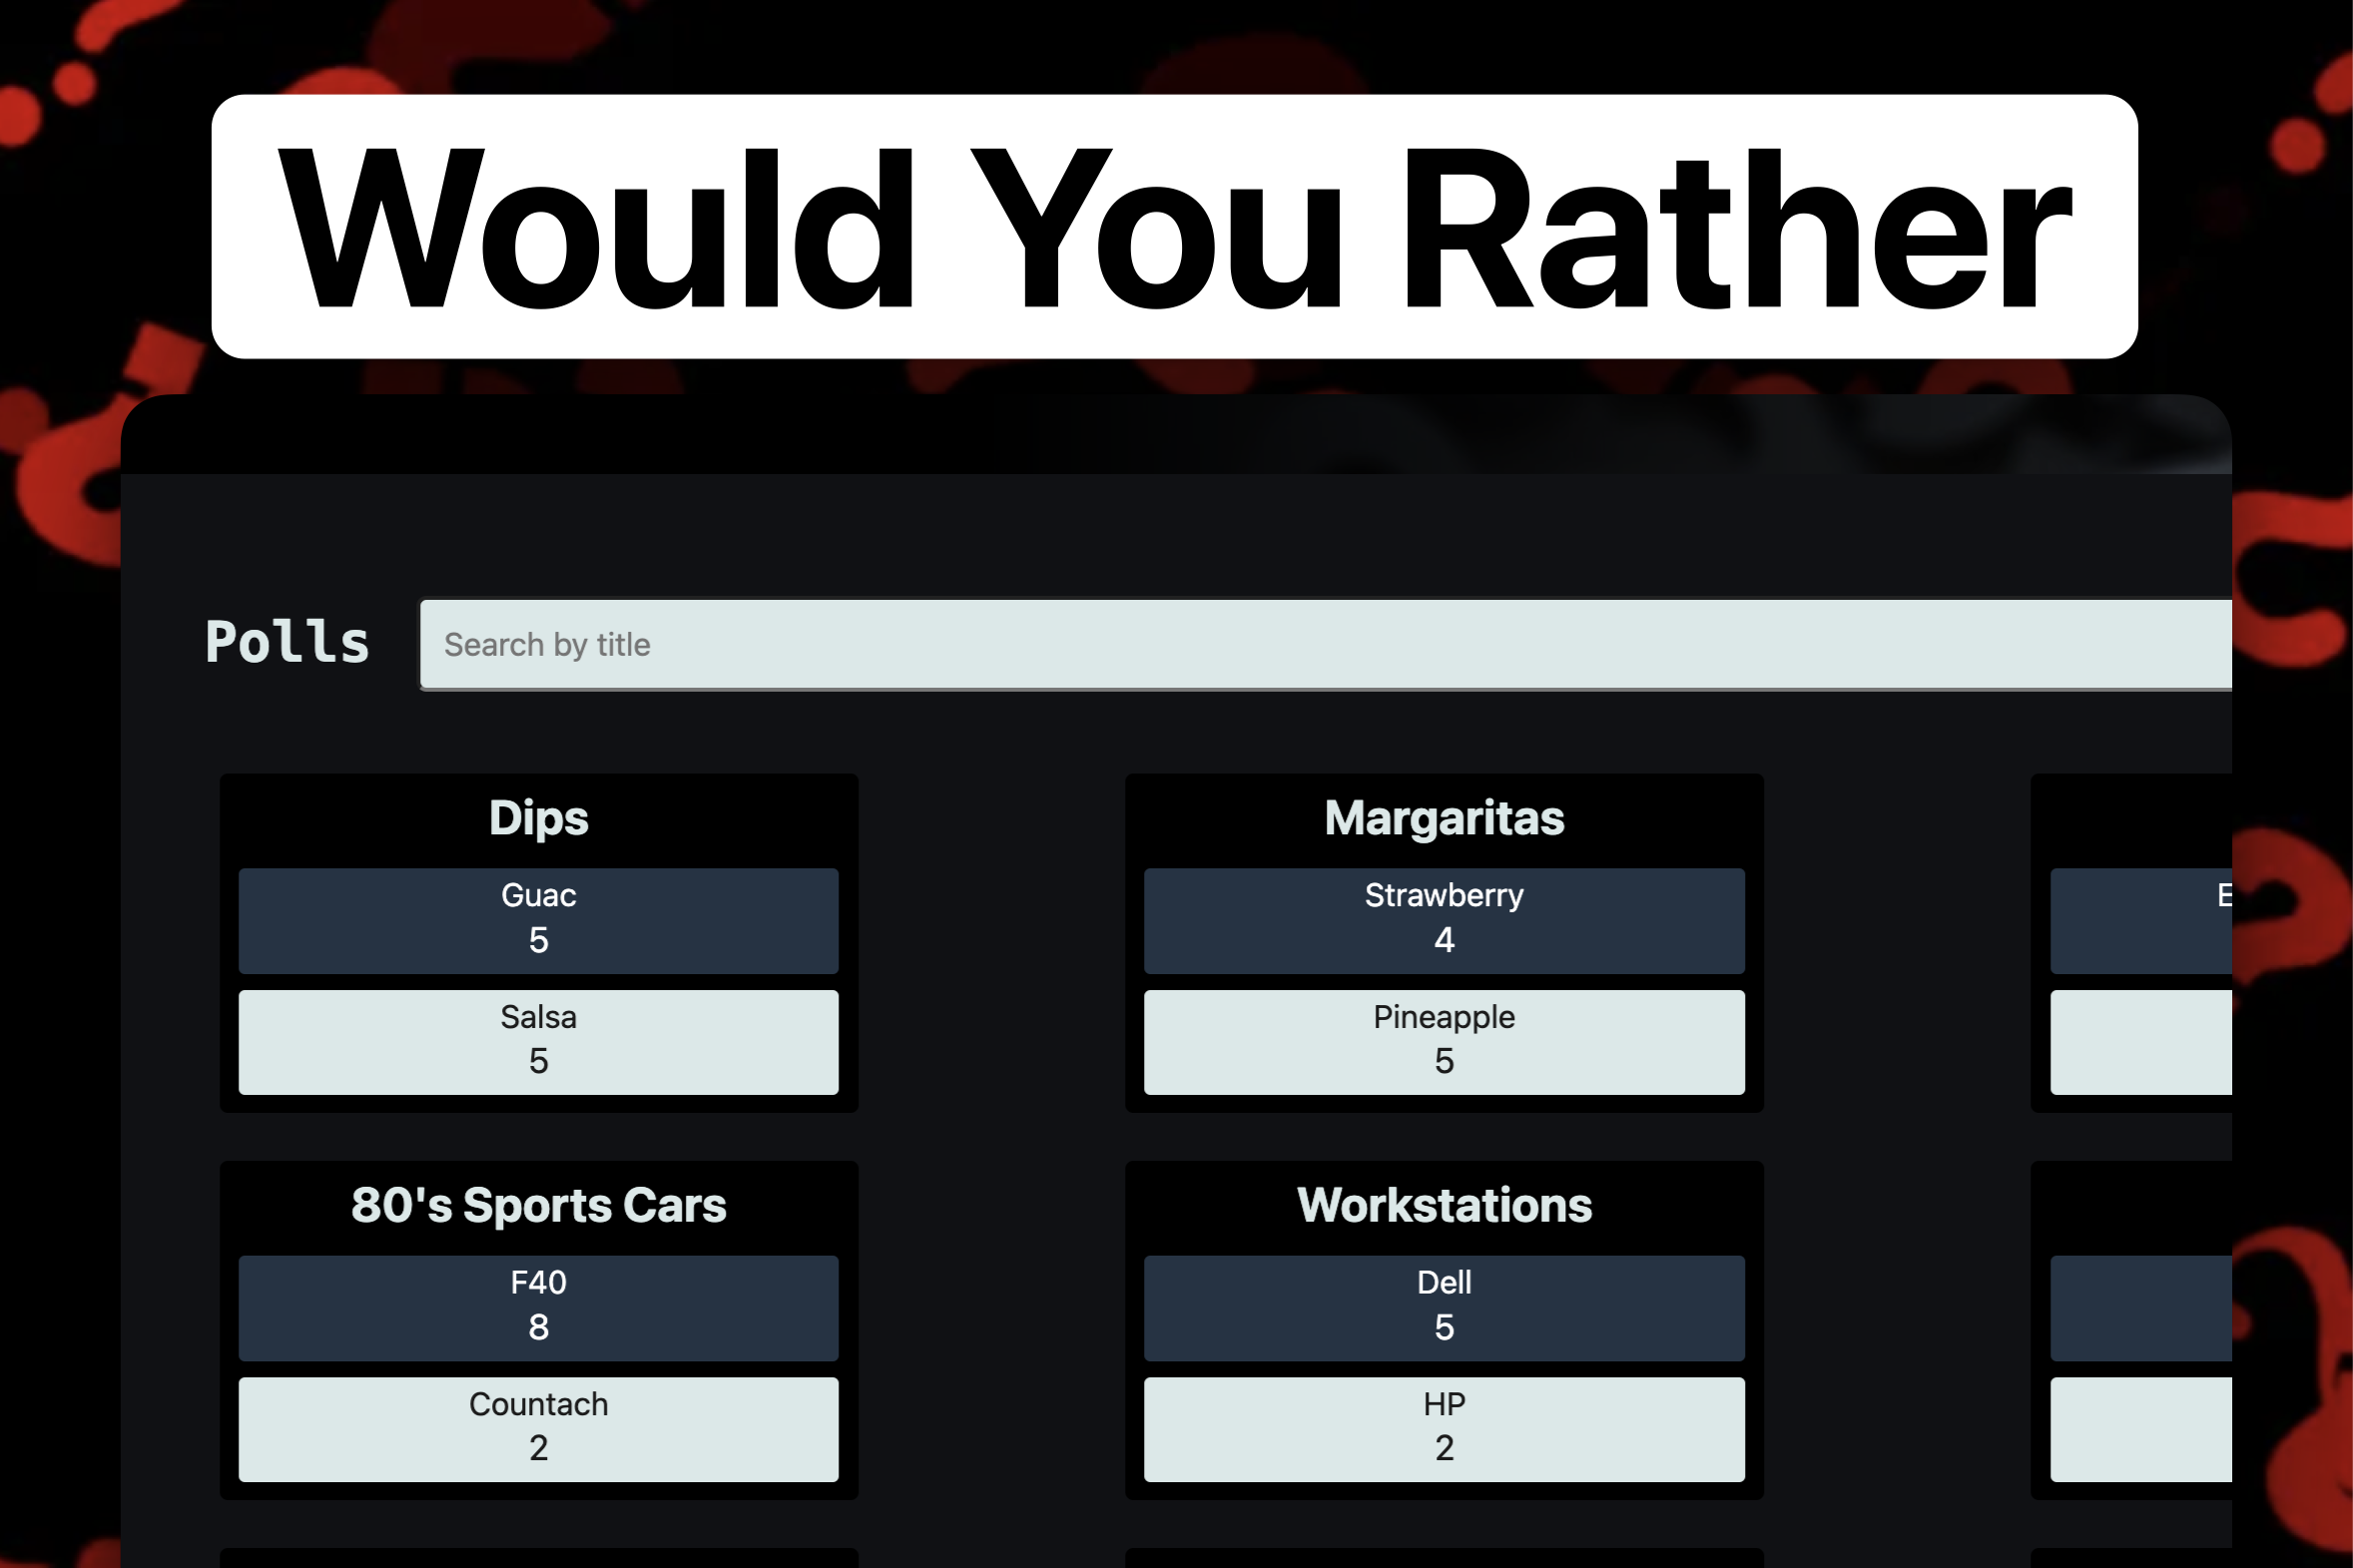 Would You Rather
Polls
Search by title
Dips
Guac
5
Salsa
5
Margaritas
Strawberry
4
Pineapple
5
E
80's Sports Cars
F40
8
Countach
2
Workstations
Dell
5
HP
2